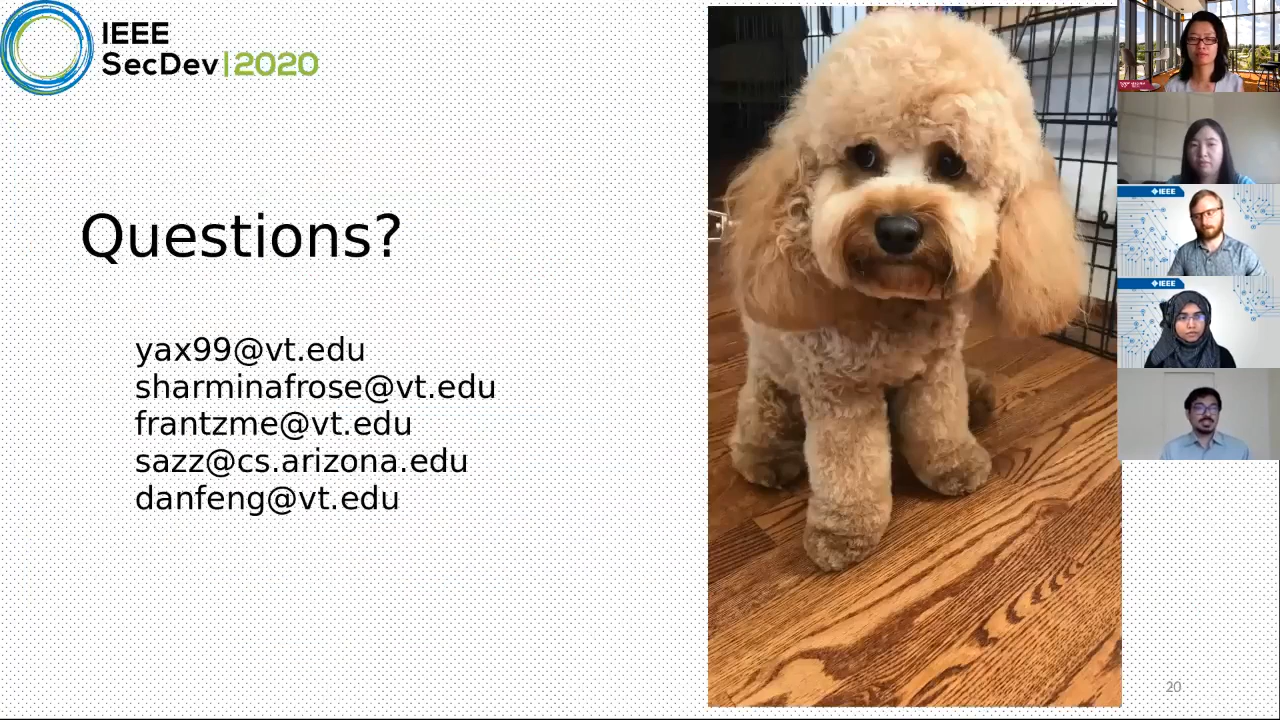 IEEE
SecDev|2020
Questions?
yax99@vt.edu
sharminafrose@vt.edu
frantzme@vt.edu
sazz@cs.arizona.edu
danfeng@vt.edu
IEEE
IEEE
20